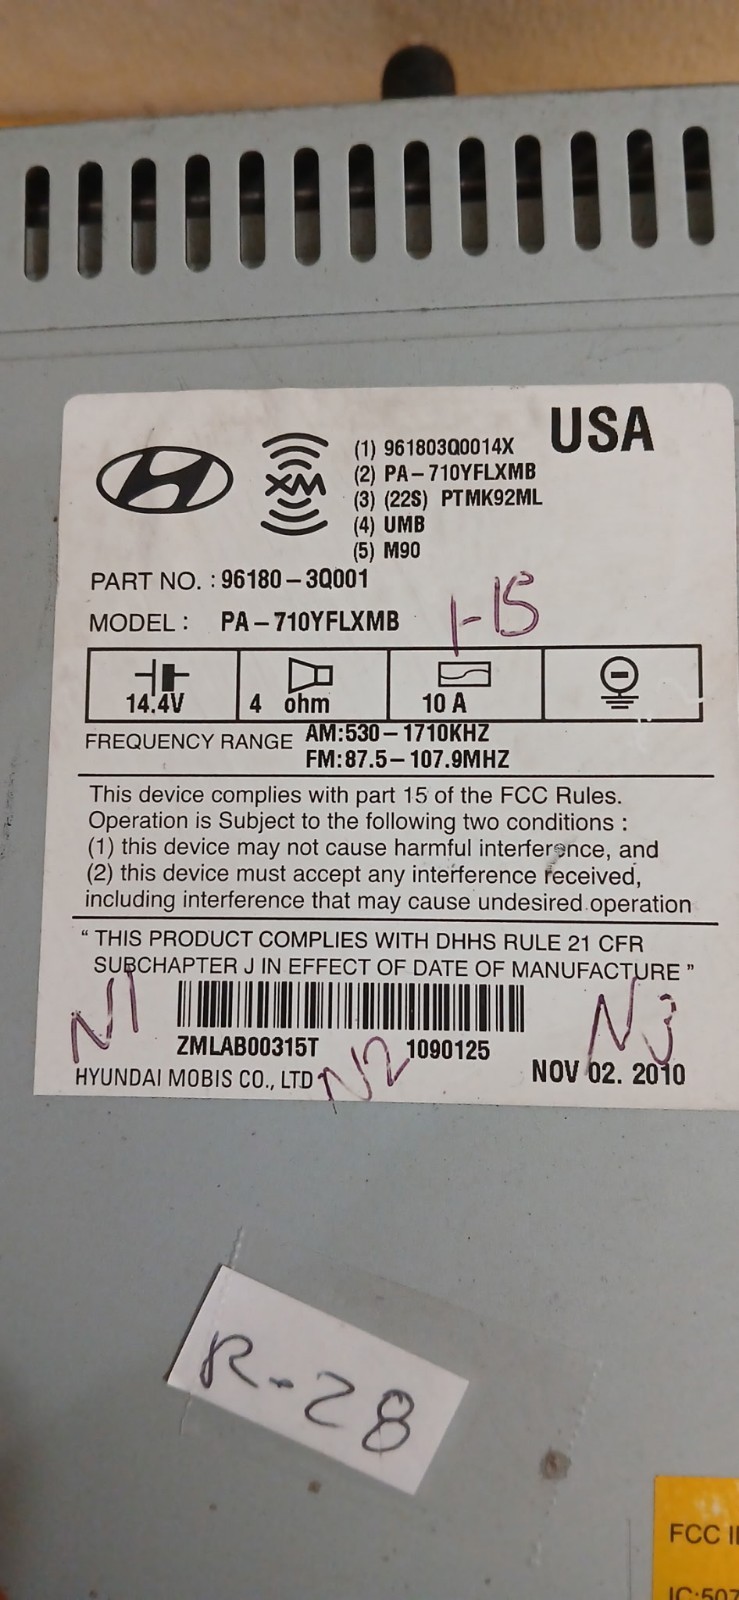 USA
XM
(1) 961803Q0014X
(2) PA-710YFLXMB
(3) (22S) PTMK92ML
(4) UMB
(5) M90
PART NO. : 96180-3Q001
MODEL : PA-710YFLXMB
1-15
14.4V 4 ohm 10 A
FREQUENCY RANGE AM:530-1710KHZ
FM:87.5-107.9MHZ
This device complies with part 15 of the FCC Rules.
Operation is Subject to the following two conditions :
(1) this device may not cause harmful interference, and
(2) this device must accept any interference received,
including interference that may cause undesired operation
“ THIS PRODUCT COMPLIES WITH DHHS RULE 21 CFR
SUBCHAPTER J IN EFFECT OF DATE OF MANUFACTURE ”
N1
N3
ZMLAB00315T 1090125
N2
HYUNDAI MOBIS CO., LTD NOV 02. 2010
R-28
FCC I
IC:507